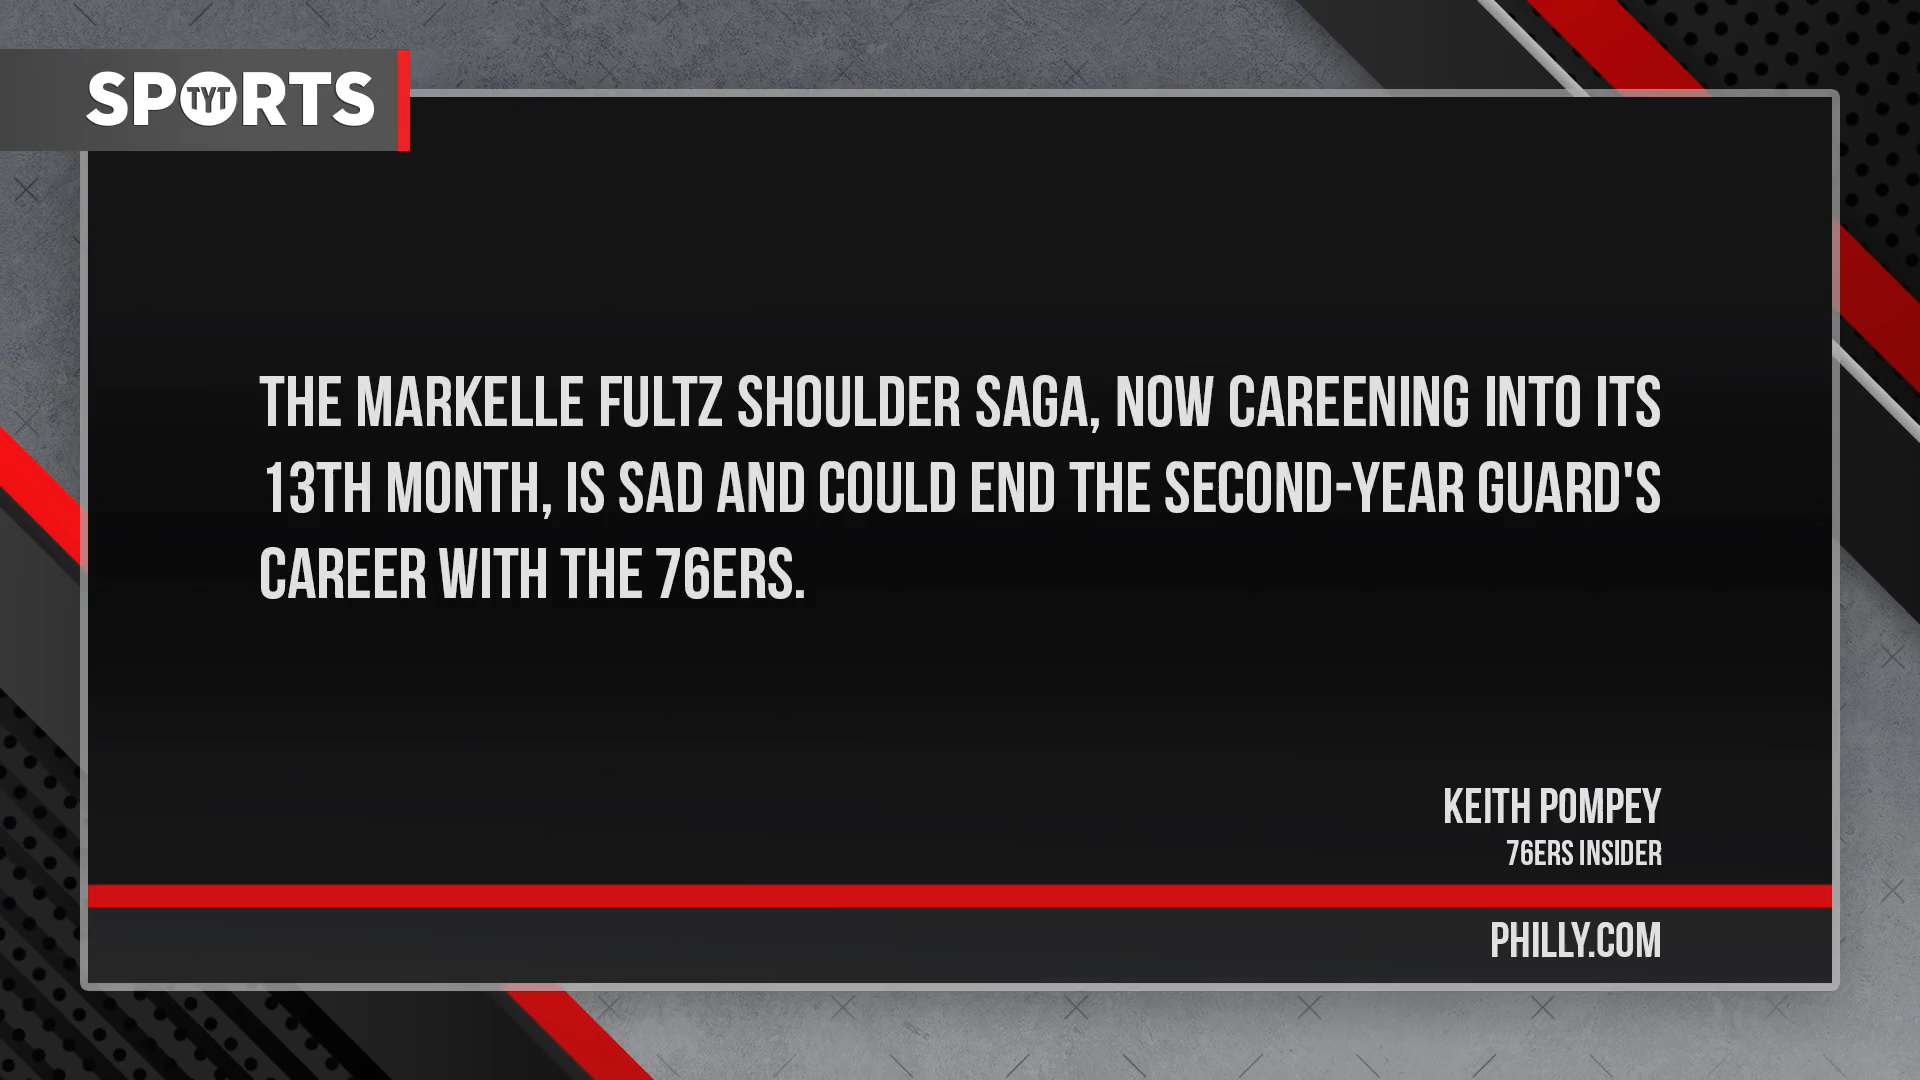 SPORTS
TYT
THE MARKELLE FULTZ SHOULDER SAGA, NOW CAREENING INTO ITS
13TH MONTH, IS SAD AND COULD END THE SECOND-YEAR GUARD'S
CAREER WITH THE 76ERS.
KEITH POMPEY
76ERS INSIDER
PHILLY.COM